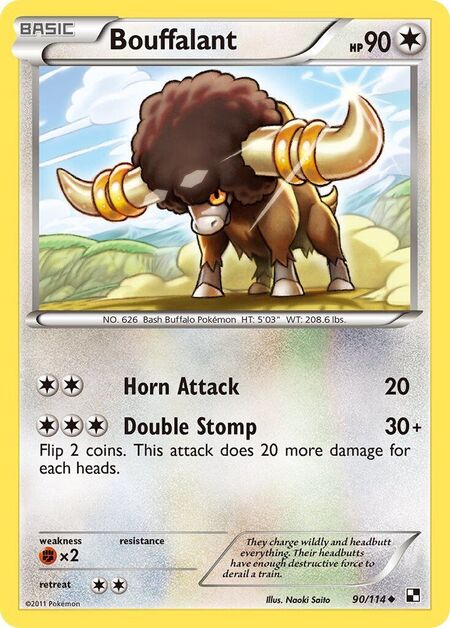 BASIC
Bouffalant
HP 90
NO. 626 Bash Buffalo Pokémon HT: 5'03" WT: 208.6 lbs.
Horn Attack 20
Double Stomp 30+
Flip 2 coins. This attack does 20 more damage for
each heads.
weakness resistance
×2
retreat
They charge wildly and headbutt
everything. Their headbutts
have enough destructive force to
derail a train.
Illus. Naoki Saito 90/114
©2011 Pokémon